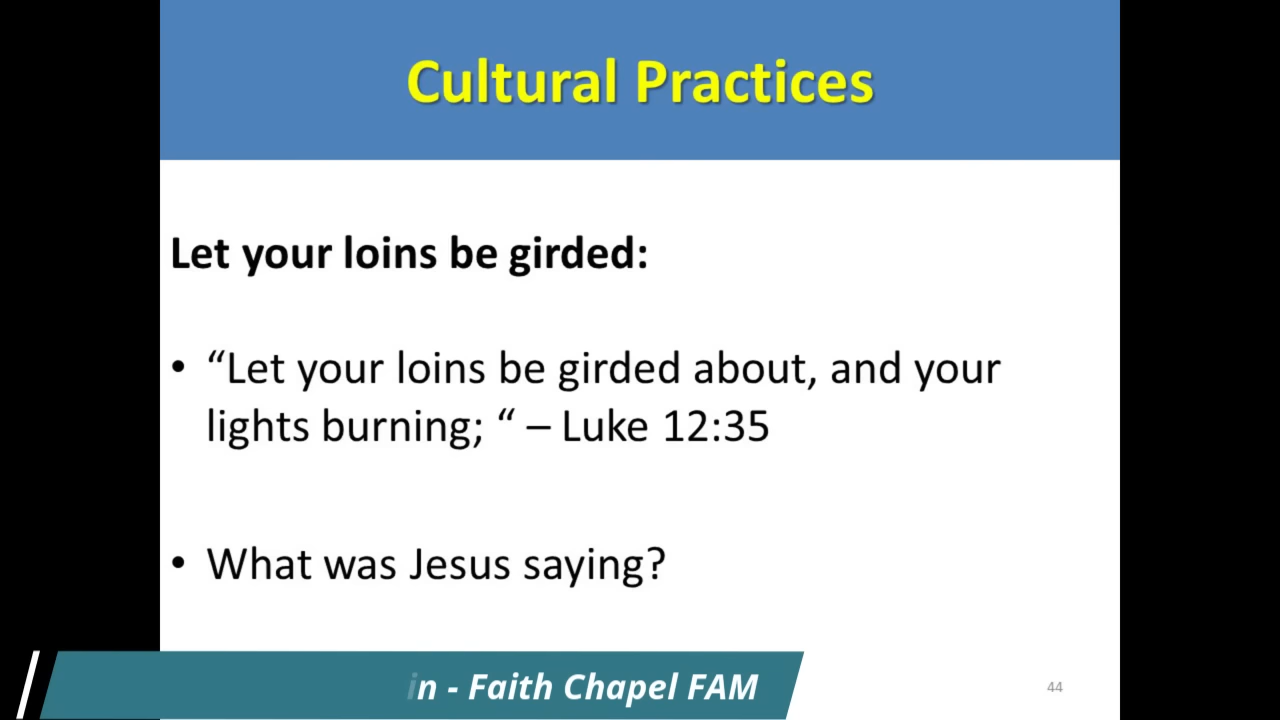 Cultural Practices
Let your loins be girded:
• “Let your loins be girded about, and your
lights burning; “ – Luke 12:35
• What was Jesus saying?
in - Faith Chapel FAM
44